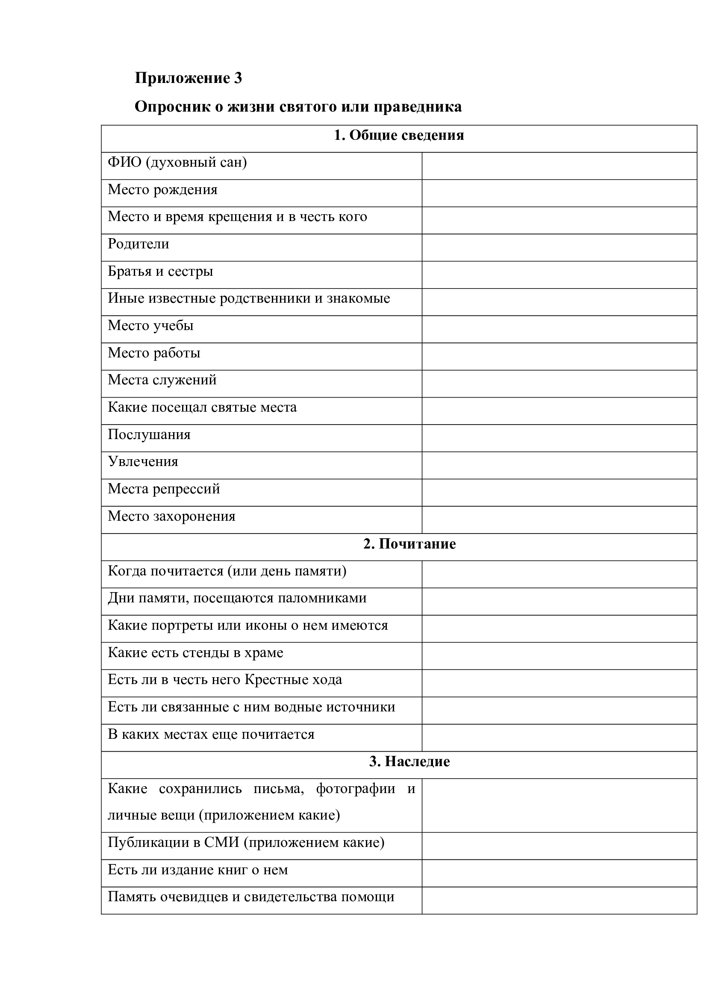 Приложение 3
Опросник о жизни святого или праведника
1. Общие сведения
ФИО (духовный сан)
Место рождения
Место и время крещения и в честь кого
Родители
Братья и сестры
Иные известные родственники и знакомые
Место учебы
Место работы
Места служений
Какие посещал святые места
Послушания
Увлечения
Места репрессий
Место захоронения
2. Почитание
Когда почитается (или день памяти)
Дни памяти, посещаются паломниками
Какие портреты или иконы о нем имеются
Какие есть стенды в храме
Есть ли в честь него Крестные хода
Есть ли связанные с ним водные источники
В каких местах еще почитается
3. Наследие
Какие сохранились письма, фотографии и
личные вещи (приложением какие)
Публикации в СМИ (приложением какие)
Есть ли издание книг о нем
Память очевидцев и свидетельства помощи